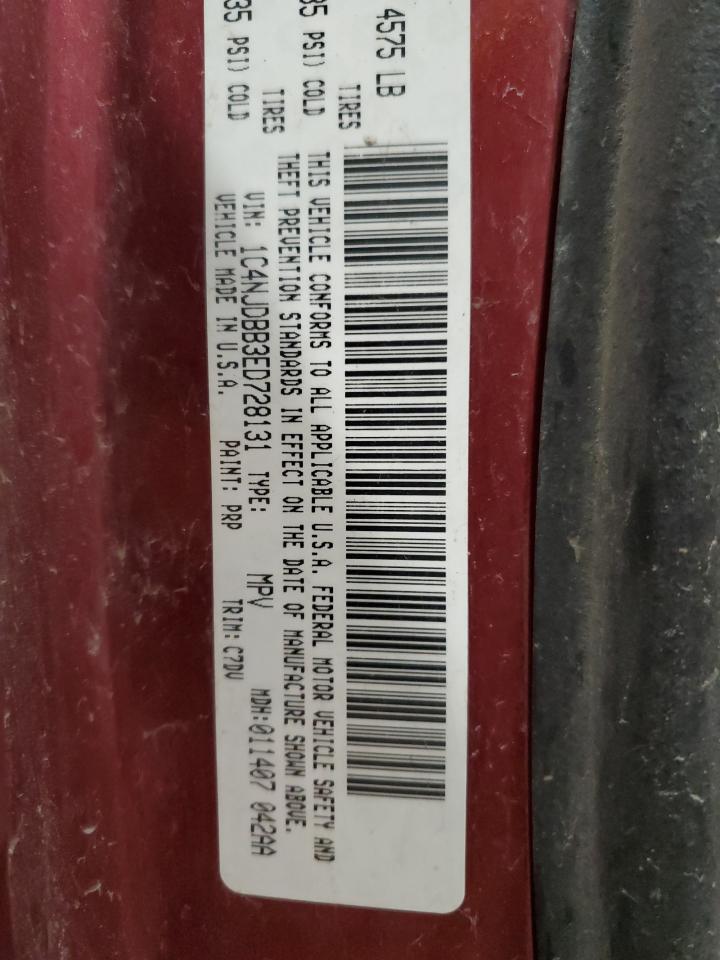 4575 LB
35 PSI) COLD TIRES
35 PSI) COLD TIRES
THIS VEHICLE CONFORMS TO ALL APPLICABLE U.S.A. FEDERAL MOTOR VEHICLE SAFETY AND
THEFT PREVENTION STANDARDS IN EFFECT ON THE DATE OF MANUFACTURE SHOWN ABOVE.
VIN: 1C4NJDBB3ED728131 TYPE: MPV MDH:011407 042AA
VEHICLE MADE IN U.S.A. PAINT: PRP TRIM: C7DV